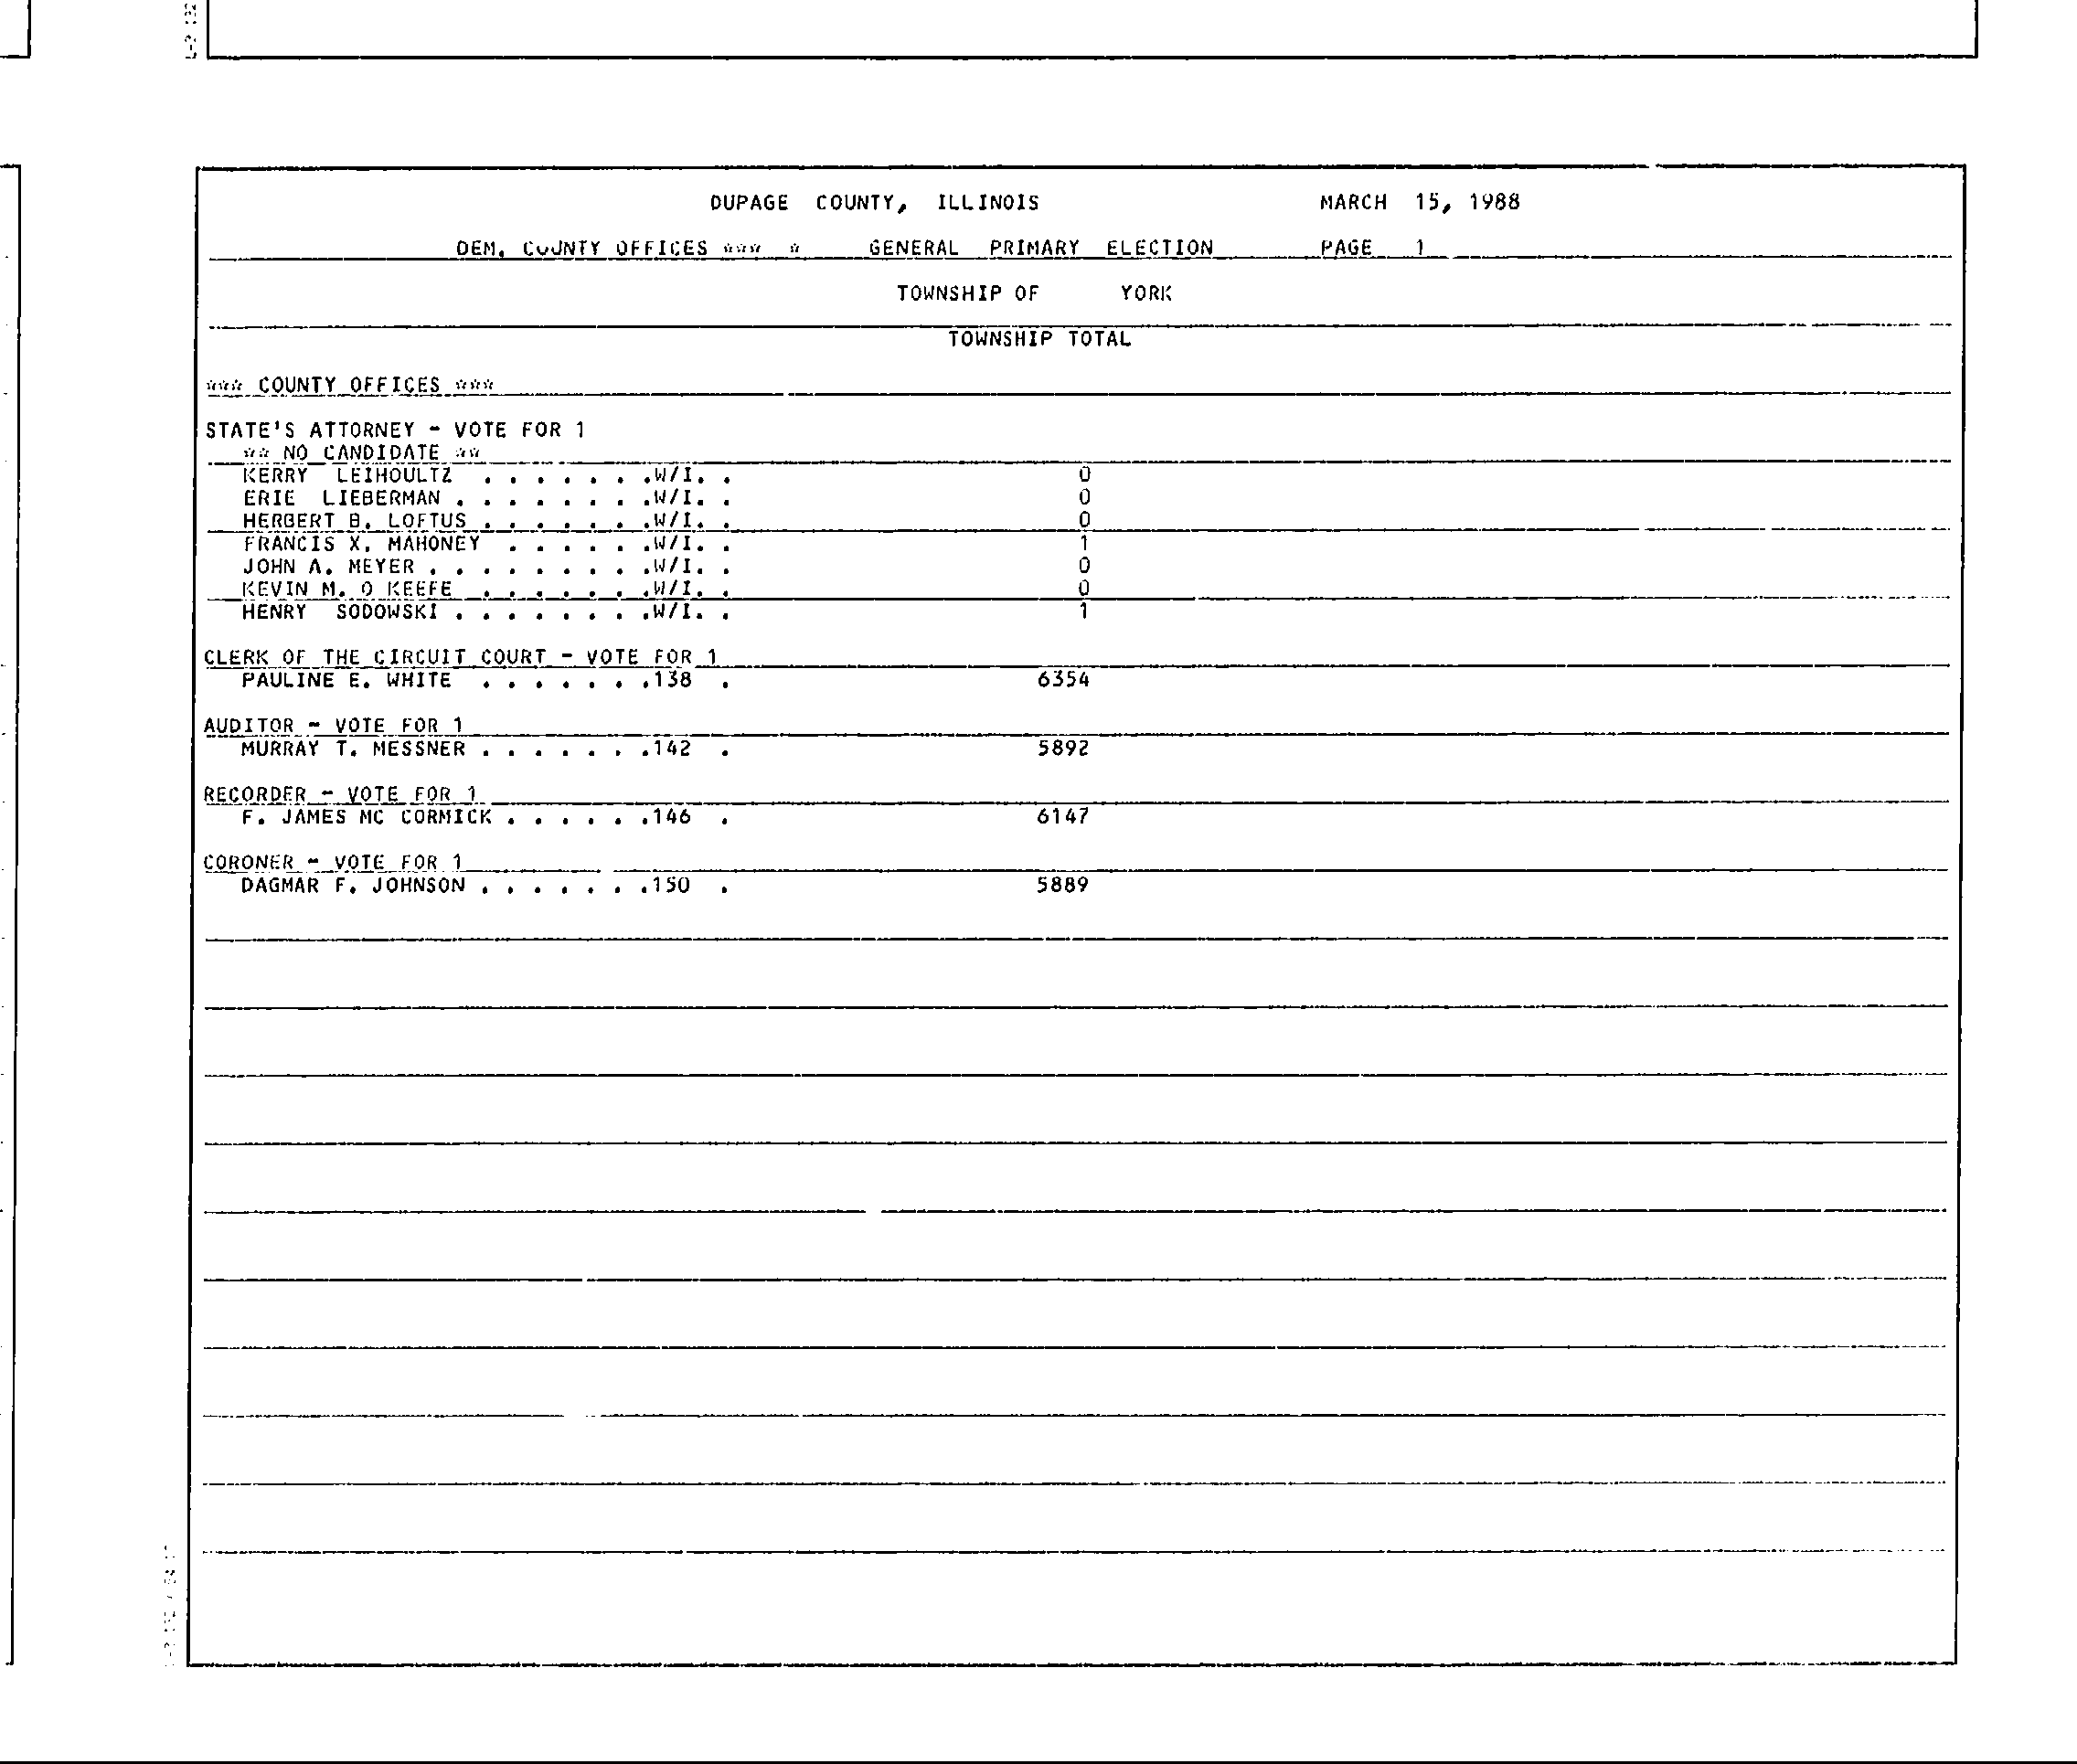 DUPAGE COUNTY, ILLINOIS MARCH 15, 1988
DEM. COUNTY OFFICES *** * GENERAL PRIMARY ELECTION PAGE 1
TOWNSHIP OF YORK
TOWNSHIP TOTAL
*** COUNTY OFFICES ***
STATE'S ATTORNEY - VOTE FOR 1
** NO CANDIDATE **
KERRY LEIHOULTZ . . . . . . .W/I. . 0
ERIE LIEBERMAN . . . . . . . .W/I. . 0
HERBERT B. LOFTUS . . . . . . .W/I. . 0
FRANCIS X. MAHONEY . . . . . .W/I. . 1
JOHN A. MEYER . . . . . . . . .W/I. . 0
KEVIN M. O KEEFE . . . . . . .W/I. . 0
HENRY SODOWSKI . . . . . . . .W/I. . 1
CLERK OF THE CIRCUIT COURT - VOTE FOR 1
PAULINE E. WHITE . . . . . . .138 . 6354
AUDITOR - VOTE FOR 1
MURRAY T. MESSNER . . . . . . .142 . 5892
RECORDER - VOTE FOR 1
F. JAMES MC CORMICK . . . . . .146 . 6147
CORONER - VOTE FOR 1
DAGMAR F. JOHNSON . . . . . . .150 . 5889